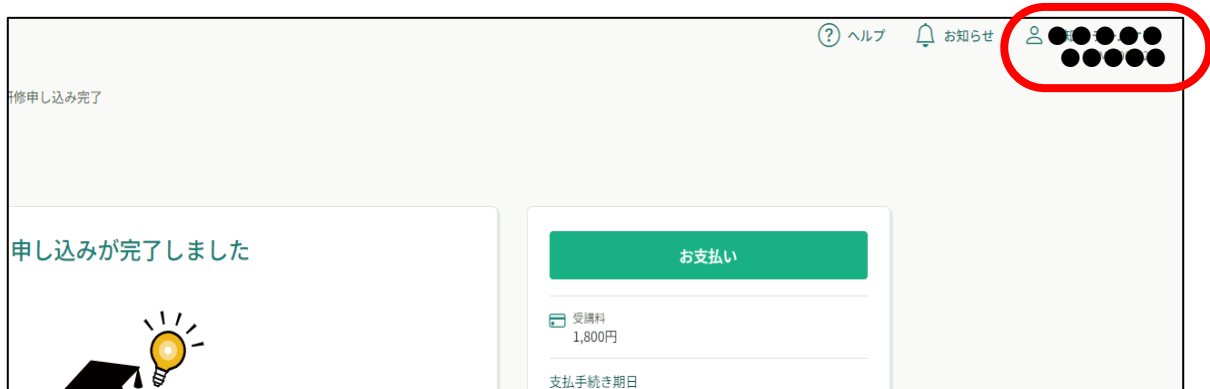 ヘルプ
お知らせ
修申し込み完了
申し込みが完了しました
お支払い
受講料
1,800円
支払手続き期日